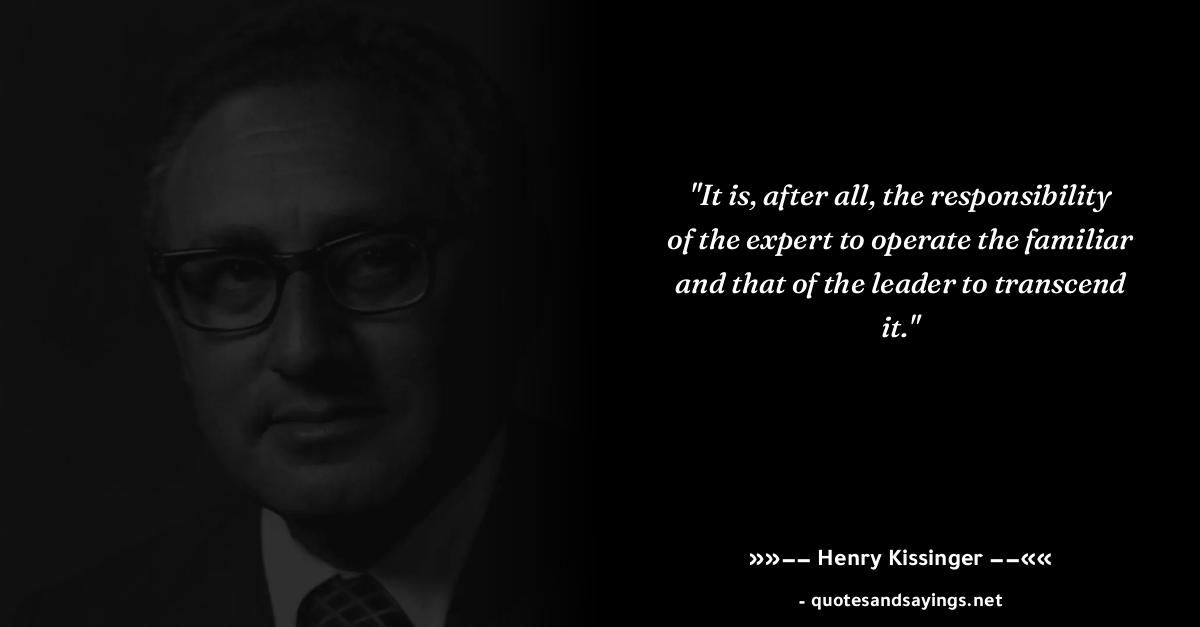 "It is, after all, the responsibility
of the expert to operate the familiar
and that of the leader to transcend
it."
»»−− Henry Kissinger −−««
- quotesandsayings.net